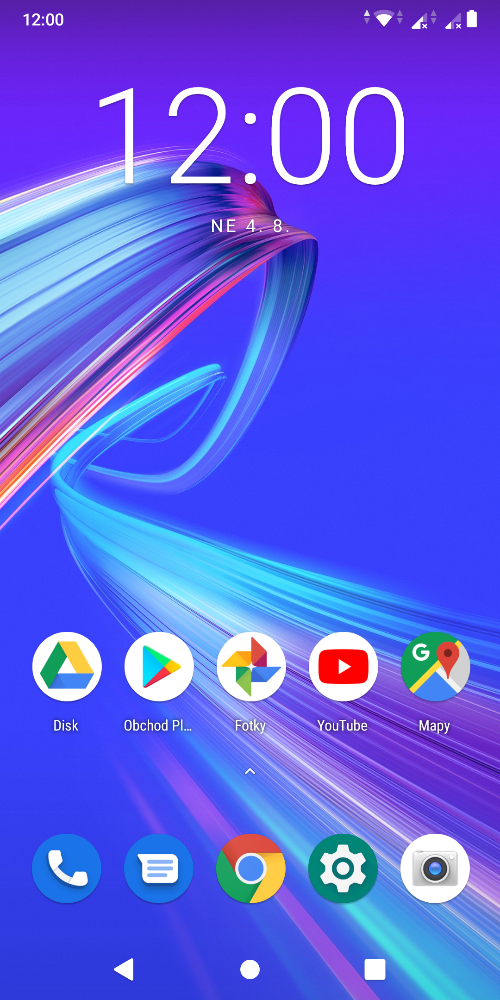 12:00
12:00
NE 4. 8.
G
Disk
Obchod Pl…
Fotky
YouTube
Mapy